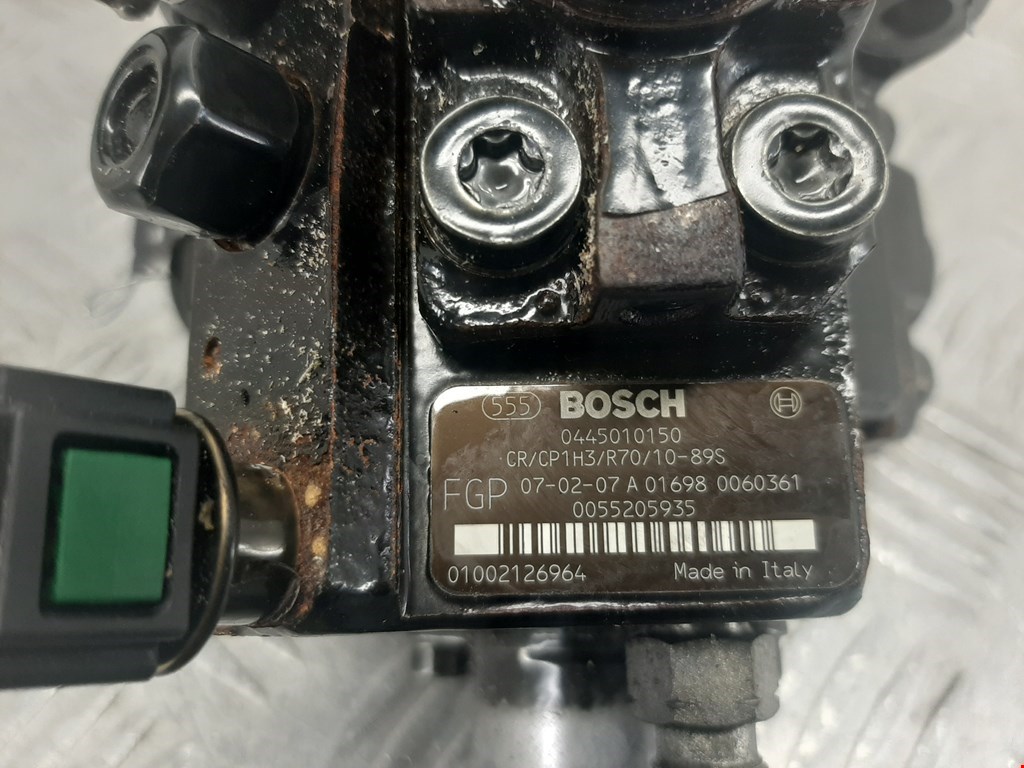 555 BOSCH
0445010150
CR/CP1H3/R70/10-89S
FGP 07-02-07 A 01698 0060361
0055205935
01002126964 Made in Italy